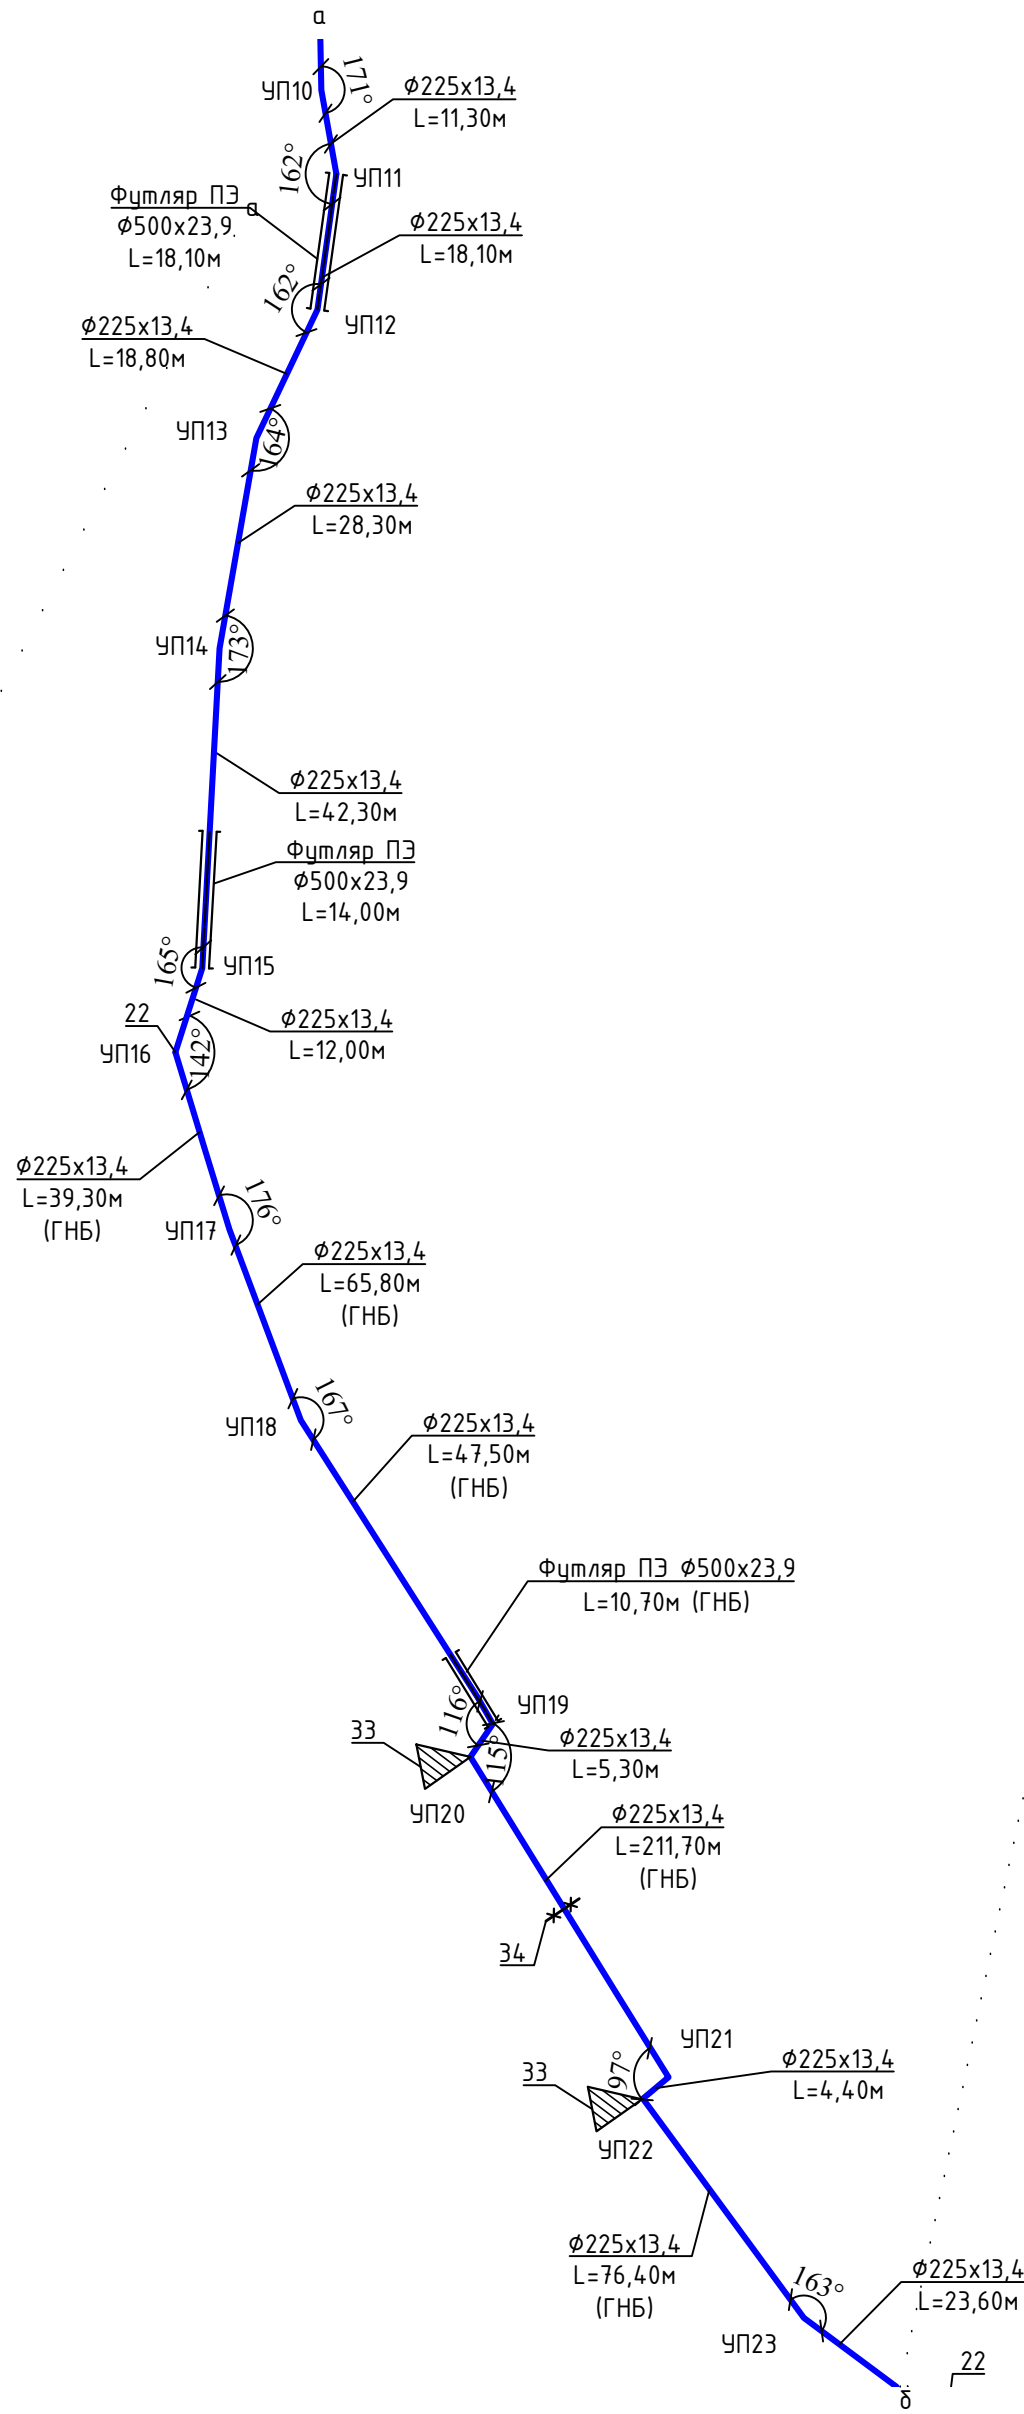 а
171°
УП10
Ф225х13,4
L=11,30м
162°
УП11
Футляр ПЭ
а
Ф500х23,9
L=18,10м
Ф225х13,4
L=18,10м
162°
УП12
Ф225х13,4
L=18,80м
УП13
164°
Ф225х13,4
L=28,30м
УП14
173°
Ф225х13,4
L=42,30м
Футляр ПЭ
Ф500х23,9
L=14,00м
165°
УП15
22
Ф225х13,4
L=12,00м
УП16
142°
Ф225х13,4
L=39,30м
(ГНБ)
176°
УП17
Ф225х13,4
L=65,80м
(ГНБ)
167°
УП18
Ф225х13,4
L=47,50м
(ГНБ)
Футляр ПЭ Ф500х23,9
L=10,70м (ГНБ)
116°
УП19
33
Ф225х13,4
L=5,30м
115°
УП20
Ф225х13,4
L=211,70м
(ГНБ)
34
УП21
97°
33
Ф225х13,4
L=4,40м
УП22
Ф225х13,4
L=76,40м
(ГНБ)
163°
Ф225х13,4
L=23,60м
УП23
22
б